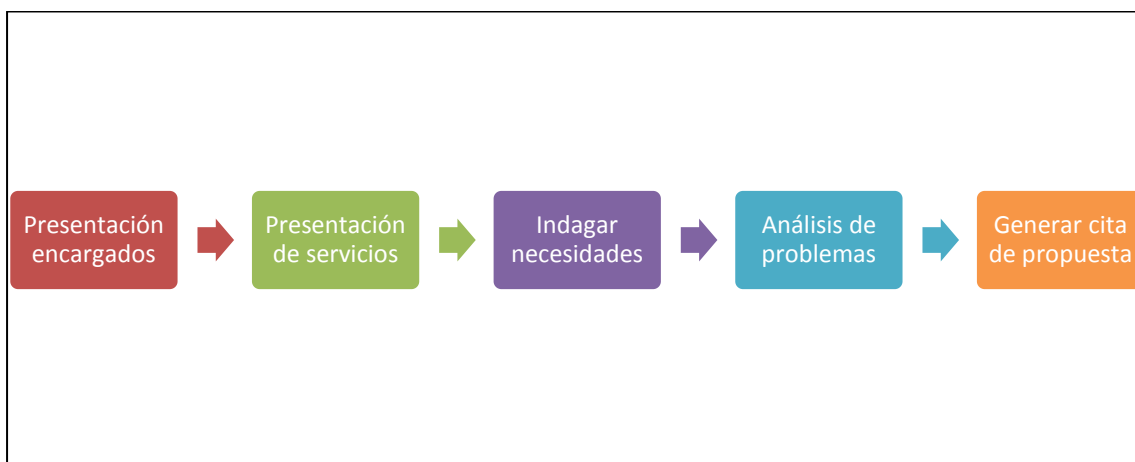 Presentación
encargados
Presentación
de servicios
Indagar
necesidades
Análisis de
problemas
Generar cita
de propuesta